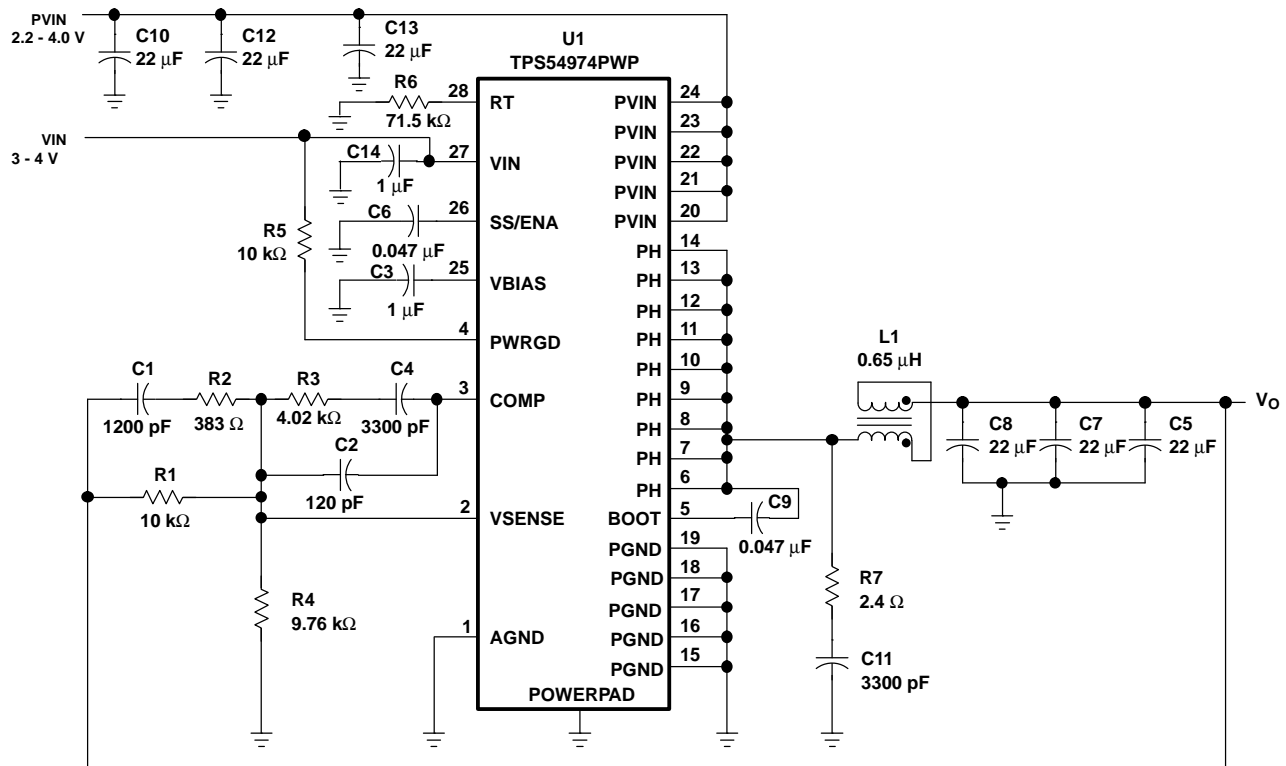 PVIN
2.2 - 4.0 V
C10
22 μF
C12
22 μF
C13
22 μF
U1
TPS54974PWP
R6
71.5 kΩ
28
RT
PVIN
24
PVIN
23
VIN
3 - 4 V
C14
1 μF
27
VIN
PVIN
22
PVIN
21
C6
0.047 μF
26
SS/ENA
PVIN
20
R5
10 kΩ
PH
14
C3
1 μF
25
VBIAS
PH
13
PH
12
4
PWRGD
PH
11
PH
10
L1
0.65 μH
C1
1200 pF
R2
383 Ω
R3
4.02 kΩ
C4
3300 pF
3
COMP
PH
9
PH
8
VO
C8
22 μF
C7
22 μF
C5
22 μF
C2
120 pF
PH
7
R1
10 kΩ
PH
6
2
VSENSE
BOOT
5
C9
0.047 μF
PGND
19
PGND
18
R7
2.4 Ω
R4
9.76 kΩ
PGND
17
1
AGND
PGND
16
PGND
15
C11
3300 pF
POWERPAD